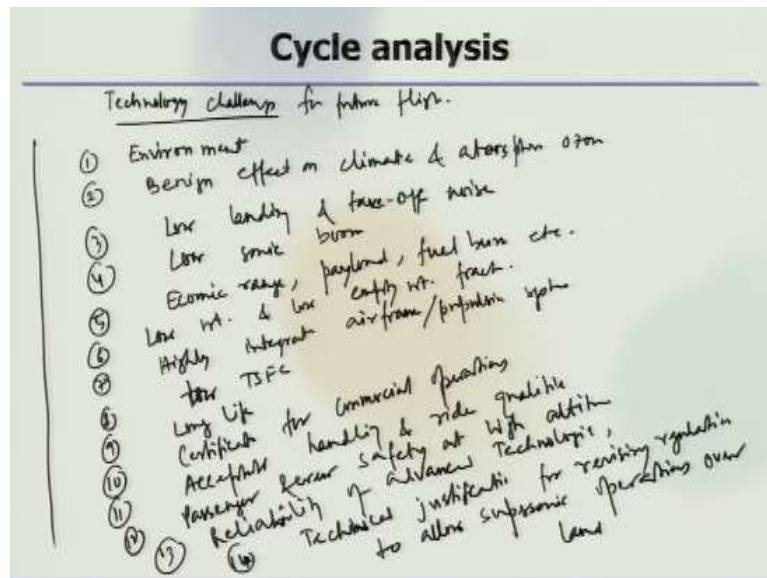 Cycle analysis
Technology challenges for future flight.
① Environment
② Benign effect on climate & atmosphere ozone
③ Low landing & take-off noise
④ Low sonic boom
⑤ Ecomic range, payload, fuel burn etc.
⑥ Low wt. & low empty wt. fract.
⑦ Highly integrat airframe/propulsion system
⑧ Low TSFC
⑨ Long Life
⑩ Certificate for commercial operations
⑪ Acceptable handling & ride qualities
⑫ Passenger & crew safety at high altitude
⑬ Reliability of advanced Technologies,
⑭ Technical justification for revising regulation
to allow supersonic operations over
land